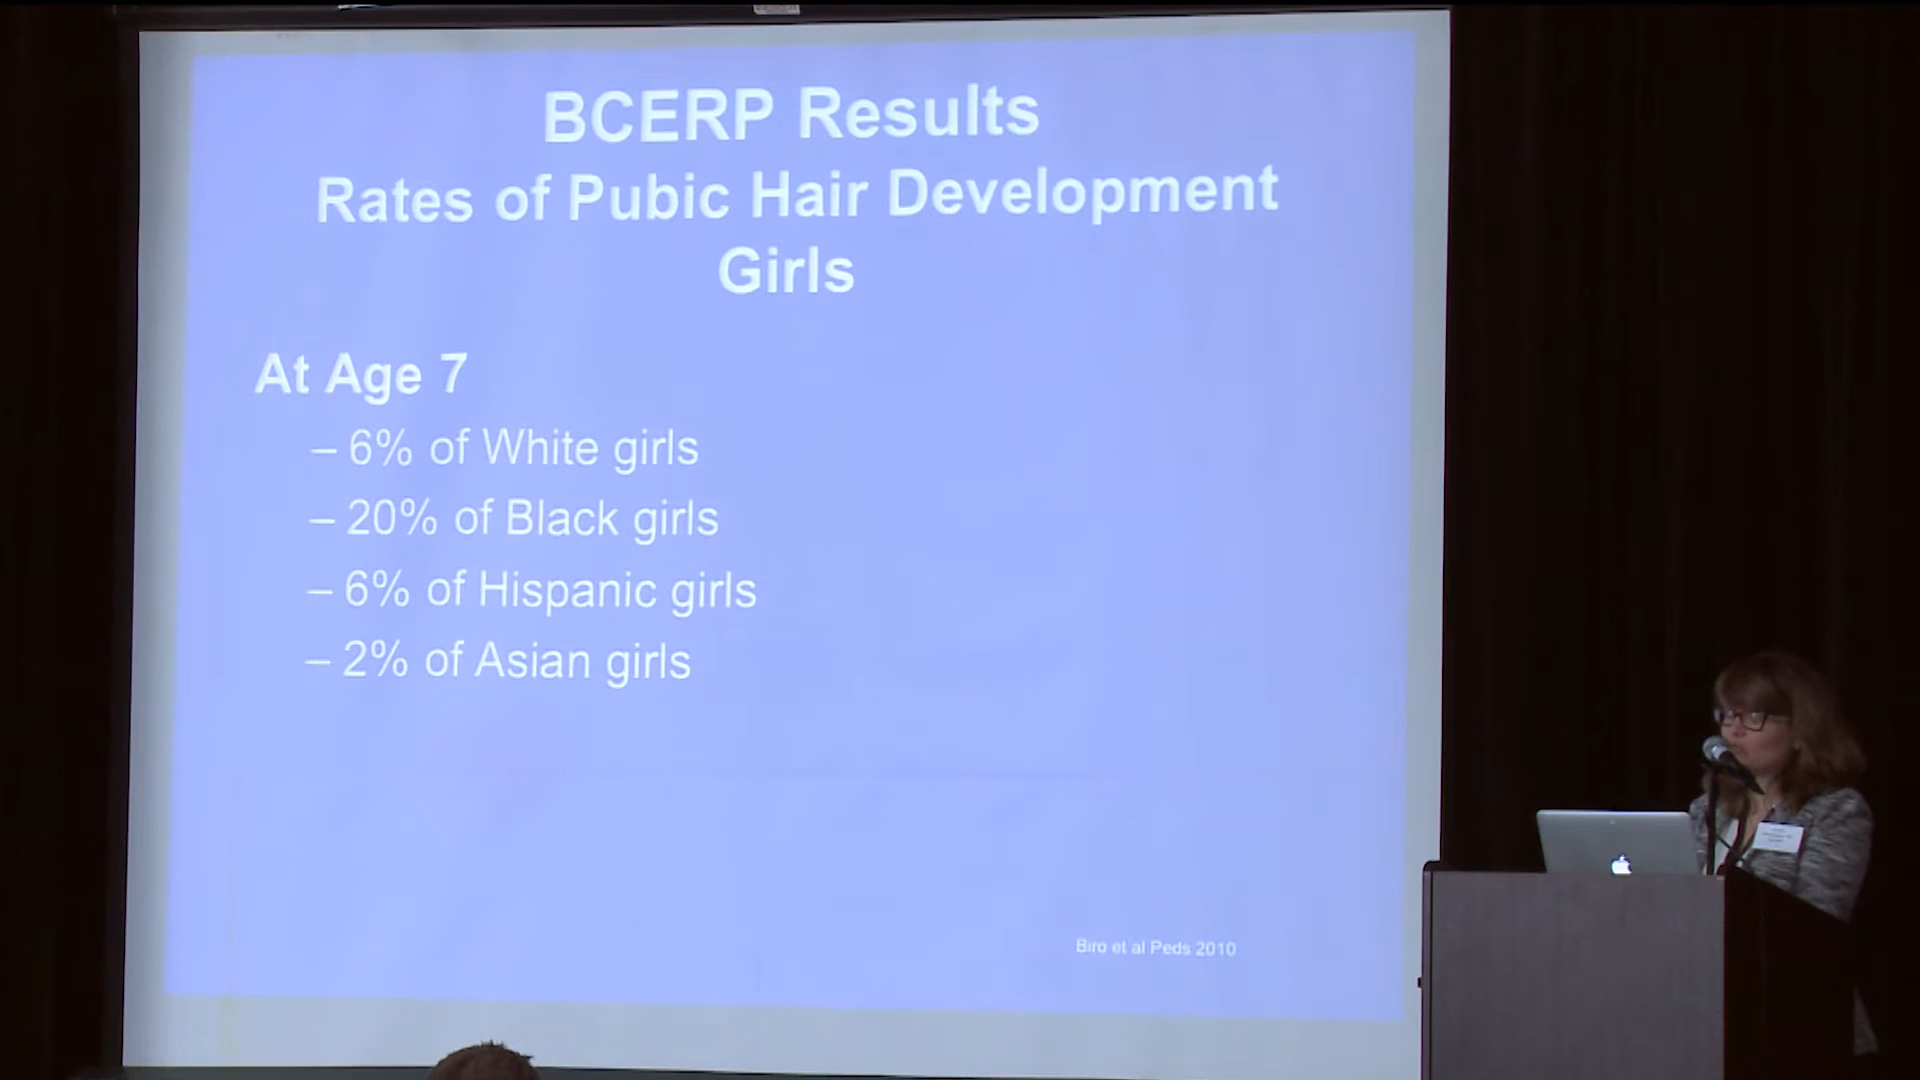 BCERP Results
Rates of Pubic Hair Development
Girls
At Age 7
– 6% of White girls
– 20% of Black girls
– 6% of Hispanic girls
– 2% of Asian girls
Biro et al Peds 2010